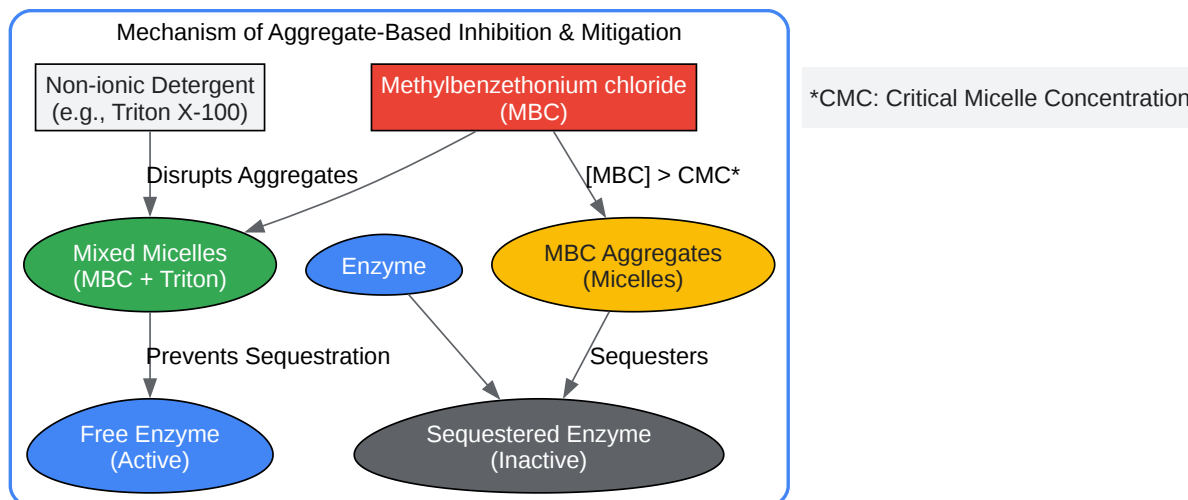 Mechanism of Aggregate-Based Inhibition & Mitigation
Non-ionic Detergent
(e.g., Triton X-100)
Methylbenzethonium chloride
(MBC)
*CMC: Critical Micelle Concentration
Disrupts Aggregates
[MBC] > CMC*
Mixed Micelles
(MBC + Triton)
Enzyme
MBC Aggregates
(Micelles)
Prevents Sequestration
Sequesters
Free Enzyme
(Active)
Sequestered Enzyme
(Inactive)